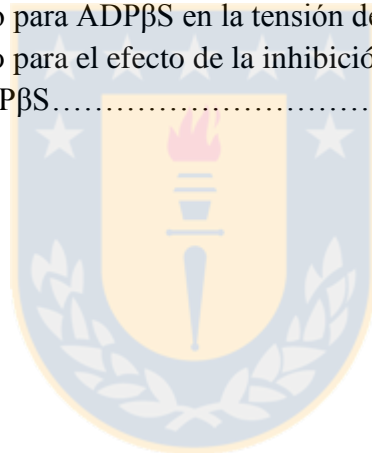 o para ADPβS en la tensión de
o para el efecto de la inhibició
PβS……………………………